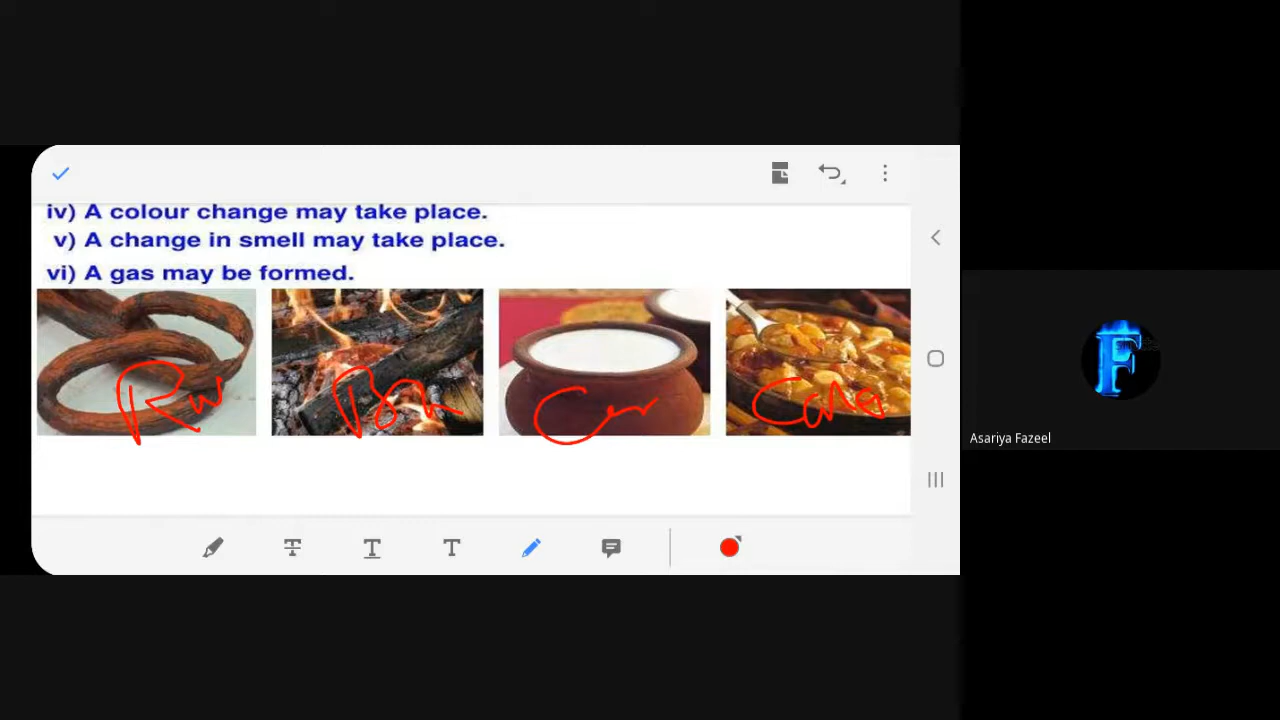 iv) A colour change may take place.
v) A change in smell may take place.
vi) A gas may be formed.
F
Asariya Fazeel